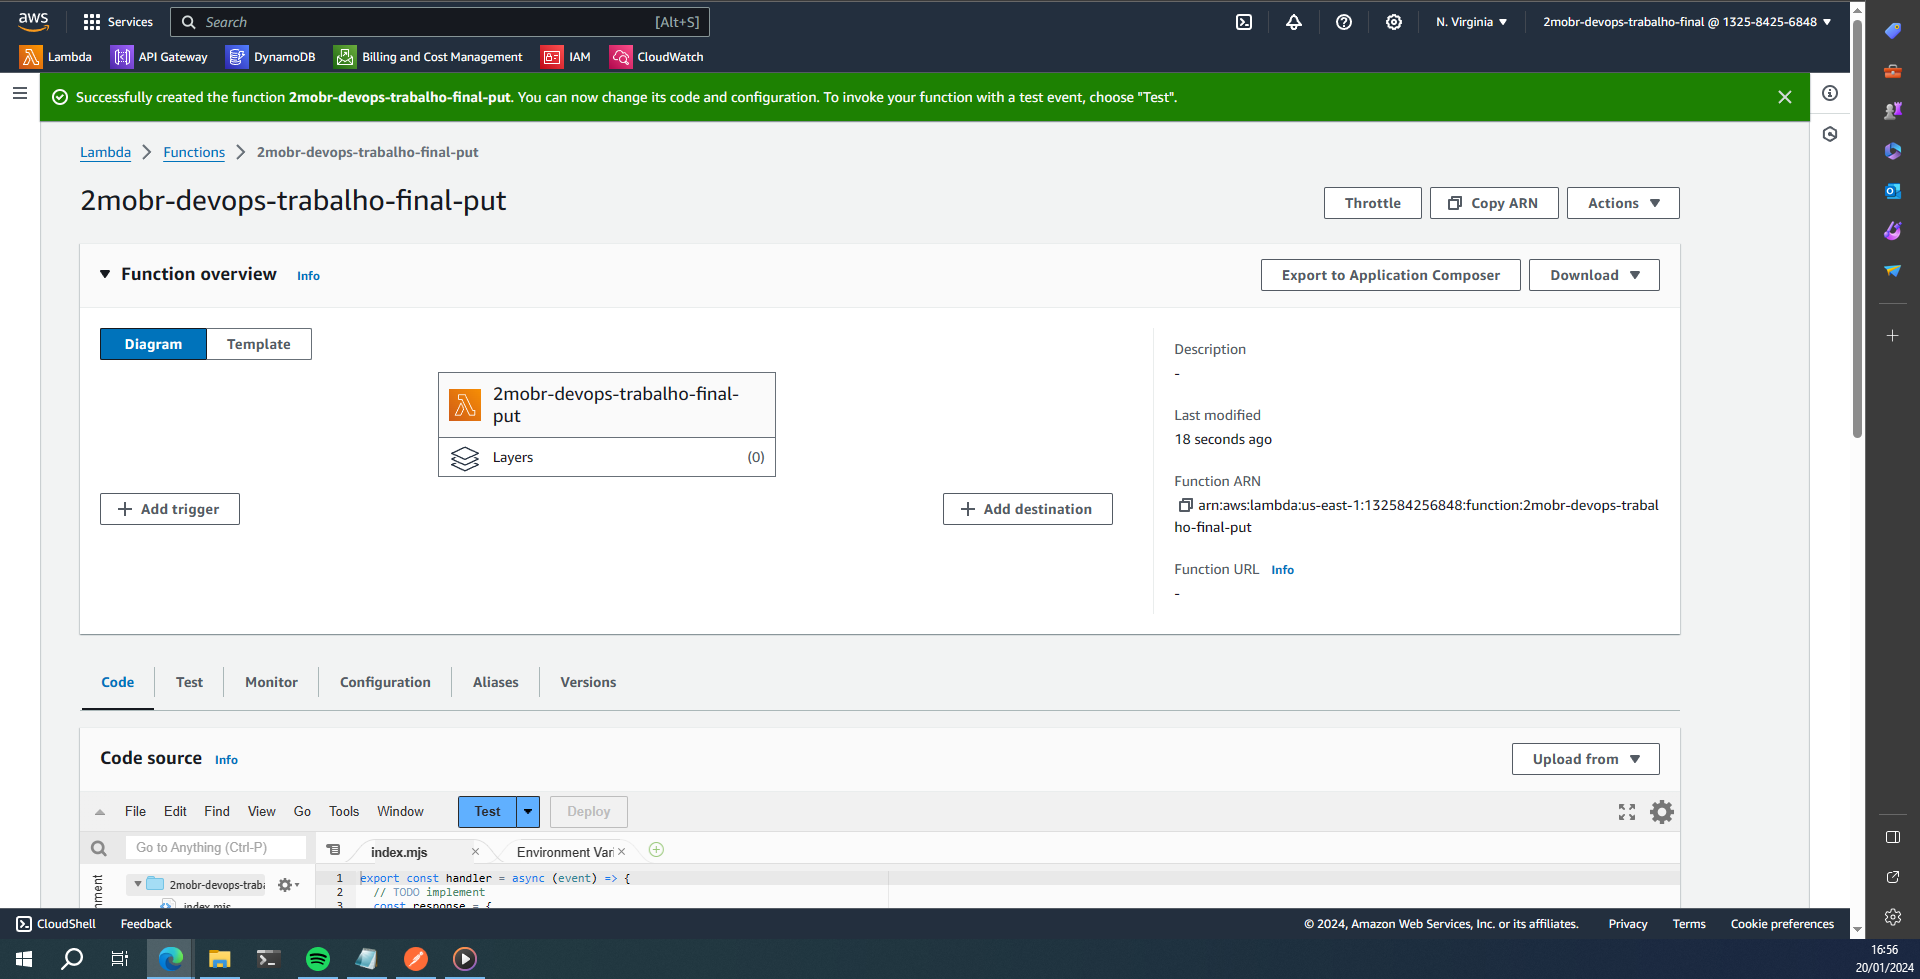 aws
Services
Search
[Alt+S]
N. Virginia
2mobr-devops-trabalho-final @ 1325-8425-6848
Lambda
API Gateway
DynamoDB
Billing and Cost Management
IAM
CloudWatch
Successfully created the function 2mobr-devops-trabalho-final-put. You can now change its code and configuration. To invoke your function with a test event, choose "Test".
Lambda
Functions
2mobr-devops-trabalho-final-put
2mobr-devops-trabalho-final-put
Throttle
Copy ARN
Actions
Function overview
Info
Export to Application Composer
Download
Diagram
Template
2mobr-devops-trabalho-final-
put
Layers
(0)
Add trigger
Add destination
Description
-
Last modified
18 seconds ago
Function ARN
arn:aws:lambda:us-east-1:132584256848:function:2mobr-devops-trabal
ho-final-put
Function URL
Info
-
Code
Test
Monitor
Configuration
Aliases
Versions
Code source
Info
Upload from
File
Edit
Find
View
Go
Tools
Window
Test
Deploy
Go to Anything (Ctrl-P)
index.mjs
Environment Vari
2mobr-devops-traba
index.mjs
1 export const handler = async (event) => {
2 // TODO implement
3 const response = {
CloudShell
Feedback
© 2024, Amazon Web Services, Inc. or its affiliates.
Privacy
Terms
Cookie preferences
16:56
20/01/2024